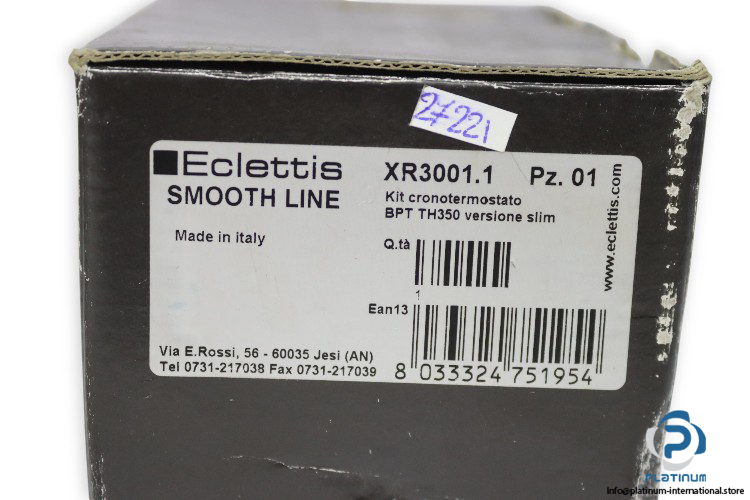 27221
Eclettis
SMOOTH LINE
Made in italy
XR3001.1 Pz. 01
Kit cronotermostato
BPT TH350 versione slim
Q.tà
1
Ean13
8 033324 751954
Via E.Rossi, 56 - 60035 Jesi (AN)
Tel 0731-217038 Fax 0731-217039
www.eclettis.com
PLATINUM
Info@platinum-international.store